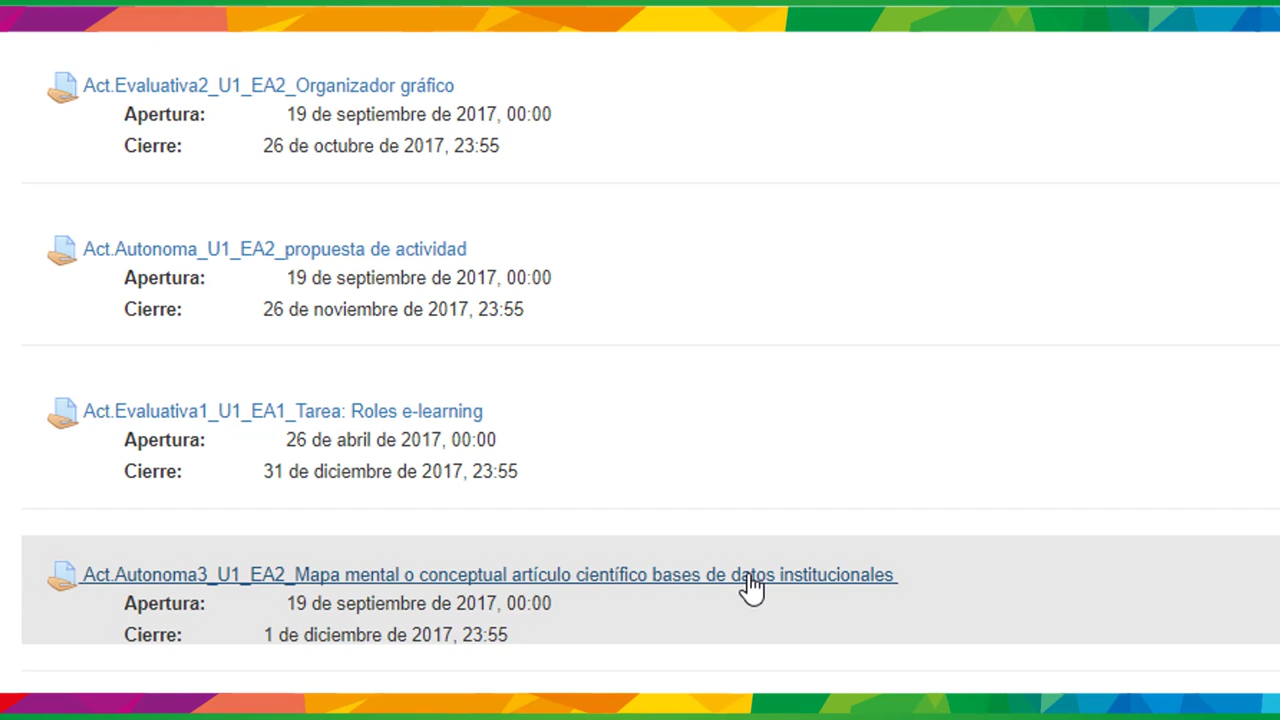 Act.Evaluativa2_U1_EA2_Organizador gráfico
Apertura: 19 de septiembre de 2017, 00:00
Cierre: 26 de octubre de 2017, 23:55
Act.Autonoma_U1_EA2_propuesta de actividad
Apertura: 19 de septiembre de 2017, 00:00
Cierre: 26 de noviembre de 2017, 23:55
Act.Evaluativa1_U1_EA1_Tarea: Roles e-learning
Apertura: 26 de abril de 2017, 00:00
Cierre: 31 de diciembre de 2017, 23:55
Act.Autonoma3_U1_EA2_Mapa mental o conceptual artículo científico bases de datos institucionales
Apertura: 19 de septiembre de 2017, 00:00
Cierre: 1 de diciembre de 2017, 23:55